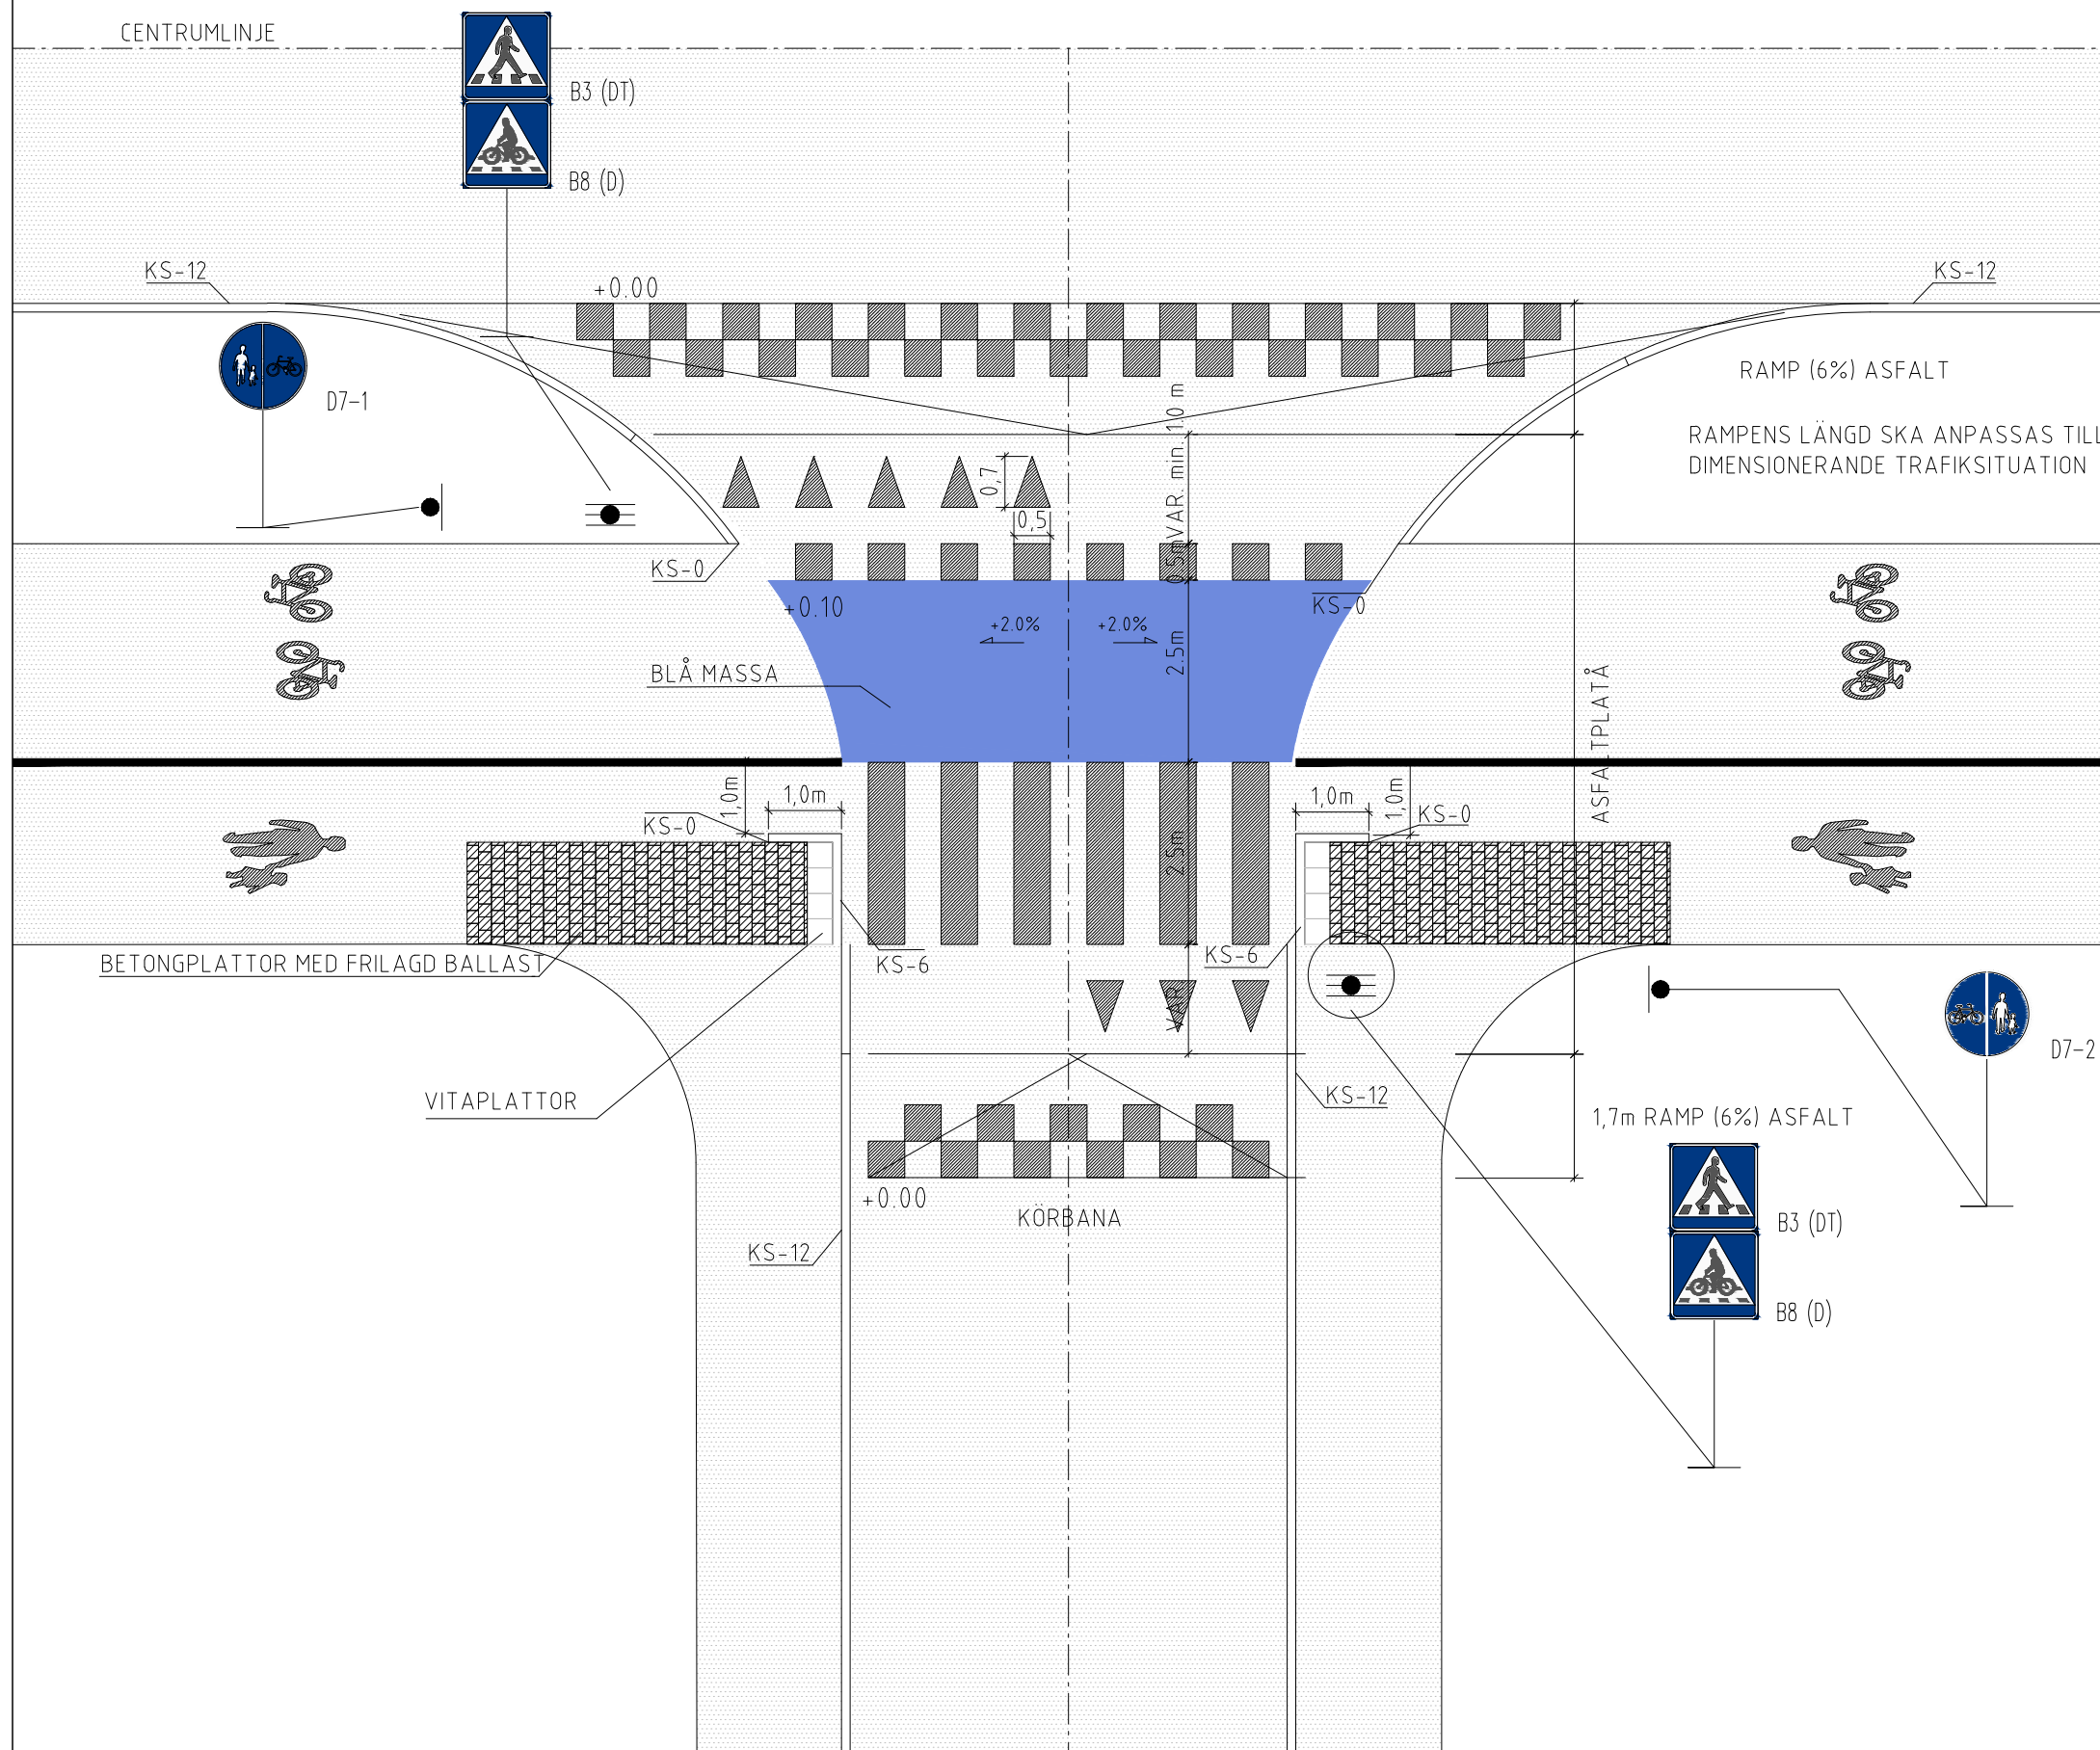 CENTRUMLINJE
B3 (DT)
B8 (D)
KS-12
+0.00
KS-12
D7-1
RAMP (6%) ASFALT
RAMPENS LÄNGD SKA ANPASSAS TILL
DIMENSIONERANDE TRAFIKSITUATION
VAR. min. 1.0 m
0,7
0,5
0.5m
KS-0
+0.10
KS-0
+2.0%
+2.0%
2.5m
BLÅ MASSA
ASFALTPLATÅ
1,0m
1,0m
1,0m
1,0m
KS-0
KS-0
2.5m
BETONGPLATTOR MED FRILAGD BALLAST
KS-6
KS-6
VAR
D7-2
VITAPLATTOR
KS-12
1,7m RAMP (6%) ASFALT
+0.00
KÖRBANA
B3 (DT)
KS-12
B8 (D)